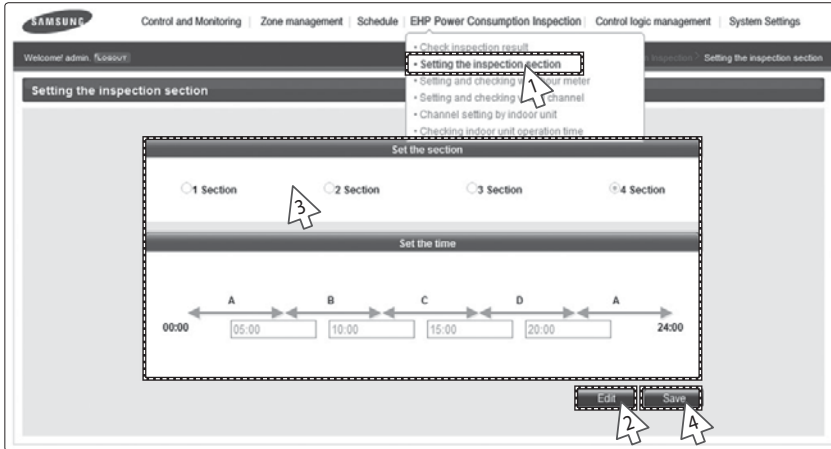 SAMSUNG
Control and Monitoring | Zone management | Schedule | EHP Power Consumption Inspection | Control logic management | System Settings
Welcome! admin. LOGOUT
Inspection > Setting the inspection section
• Check inspection result
• Setting the inspection section
• Setting and checking hour meter
• Setting and checking channel
• Channel setting by indoor unit
• Checking indoor unit operation time
1
Setting the inspection section
Set the section
1 Section 2 Section 3 Section 4 Section
3
Set the time
A B C D A
00:00 05:00 10:00 15:00 20:00 24:00
Edit Save
2 4